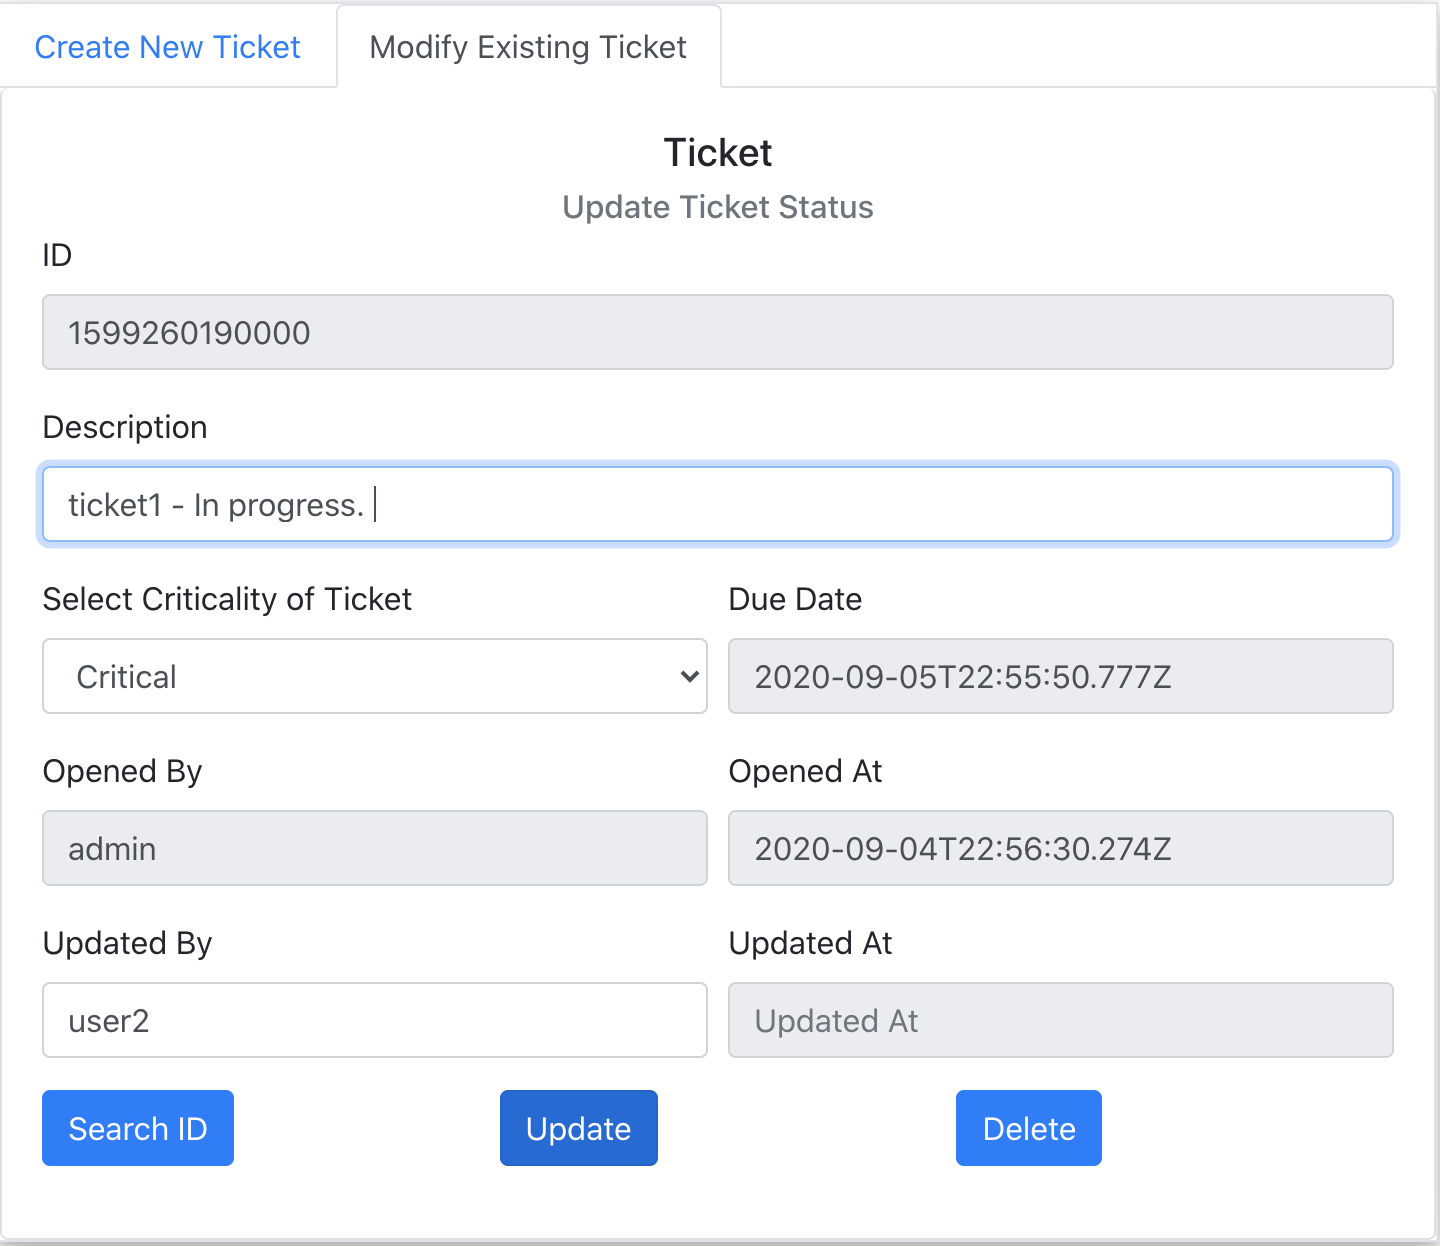 Create New Ticket Modify Existing Ticket
Ticket
Update Ticket Status
ID
1599260190000
Description
ticket1 - In progress.
Select Criticality of Ticket Due Date
Critical 2020-09-05T22:55:50.777Z
Opened By Opened At
admin 2020-09-04T22:56:30.274Z
Updated By Updated At
user2 Updated At
Search ID Update Delete